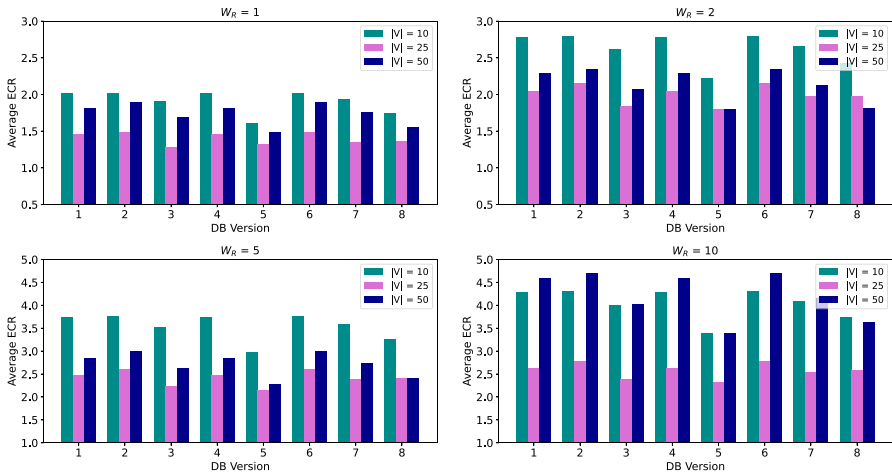 W_R = 1
3.0
2.5
2.0
1.5
1.0
0.5
Average ECR
|V| = 10
|V| = 25
|V| = 50
1 2 3 4 5 6 7 8
DB Version
W_R = 2
3.0
2.5
2.0
1.5
1.0
0.5
Average ECR
|V| = 10
|V| = 25
|V| = 50
1 2 3 4 5 6 7 8
DB Version
W_R = 5
5.0
4.5
4.0
3.5
3.0
2.5
2.0
1.5
1.0
Average ECR
|V| = 10
|V| = 25
|V| = 50
1 2 3 4 5 6 7 8
DB Version
W_R = 10
5.0
4.5
4.0
3.5
3.0
2.5
2.0
1.5
1.0
Average ECR
|V| = 10
|V| = 25
|V| = 50
1 2 3 4 5 6 7 8
DB Version